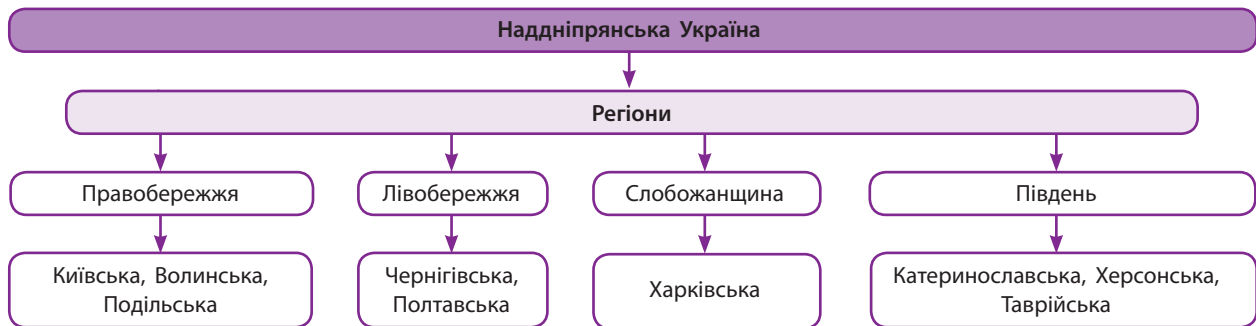 Наддніпрянська Україна
Регіони
Правобережжя
Лівобережжя
Слобожанщина
Південь
Київська, Волинська,
Подільська
Чернігівська,
Полтавська
Харківська
Катеринославська, Херсонська,
Таврійська